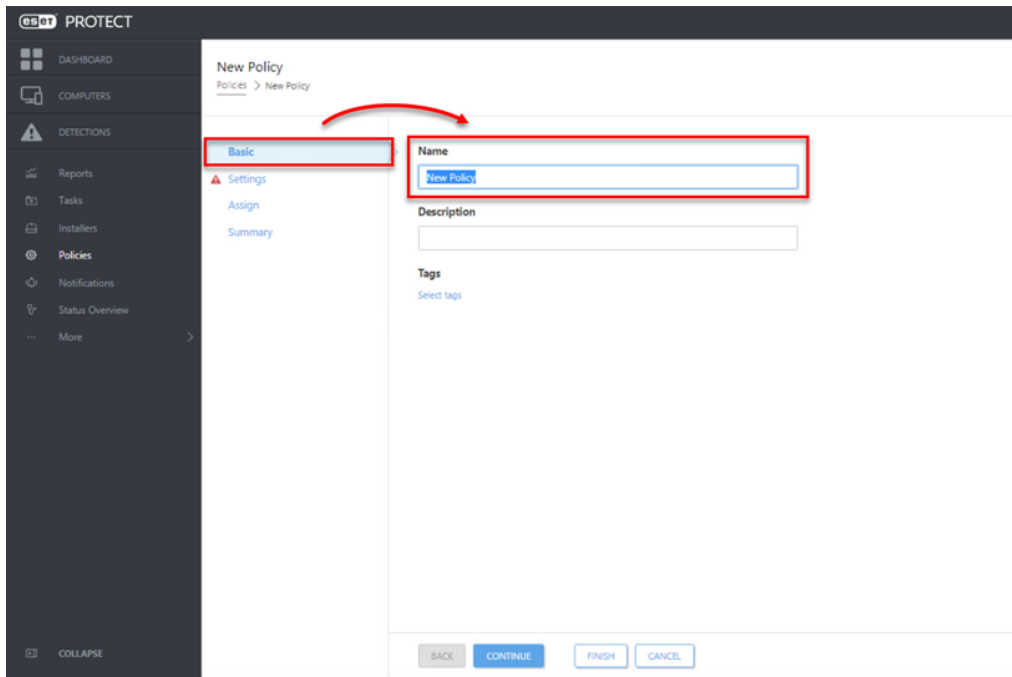 eset PROTECT
DASHBOARD
COMPUTERS
DETECTIONS
Reports
Tasks
Installers
Policies
Notifications
Status Overview
More
COLLAPSE
New Policy
Policies > New Policy
Basic
Settings
Assign
Summary
Name
New Policy
Description
Tags
Select tags
BACK CONTINUE FINISH CANCEL